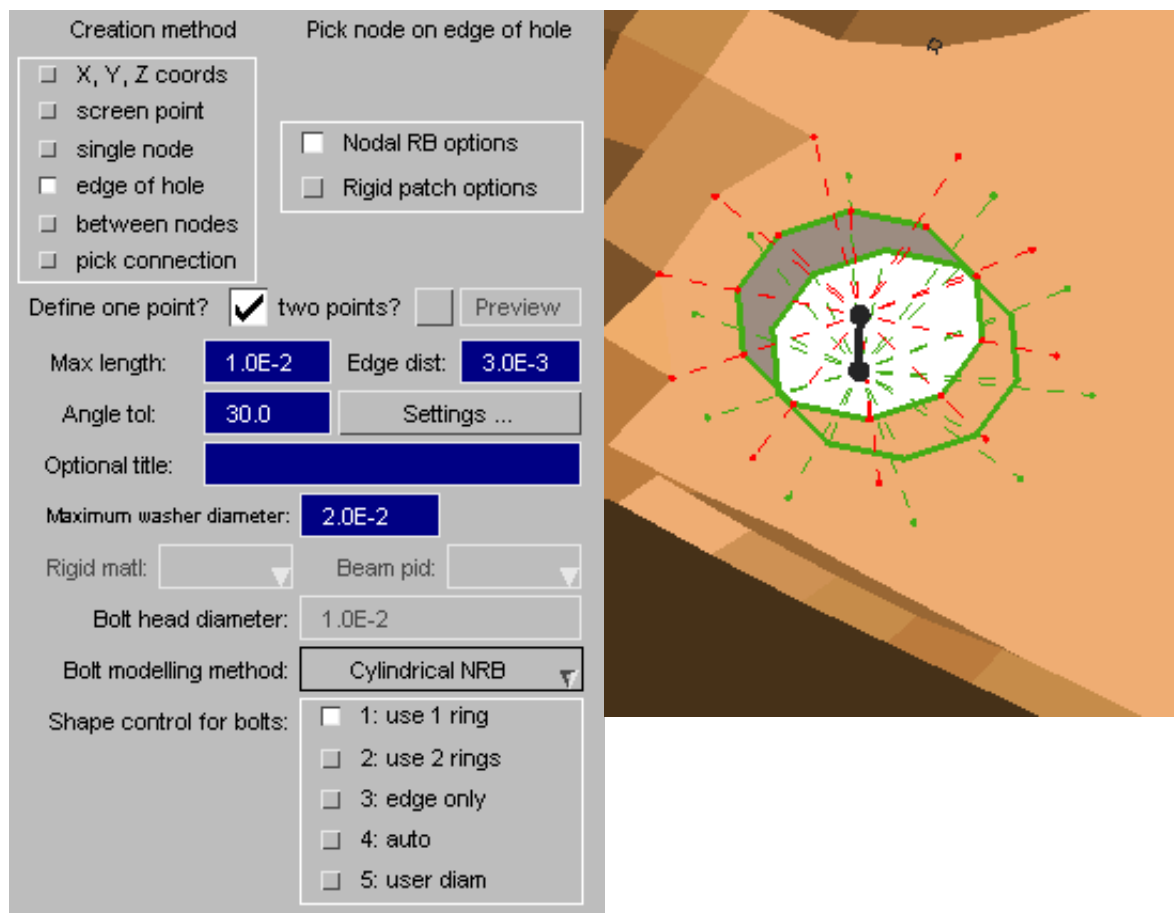 Creation method Pick node on edge of hole
X, Y, Z coords
screen point
single node
edge of hole
between nodes
pick connection
Nodal RB options
Rigid patch options
Define one point? two points? Preview
Max length: 1.0E-2 Edge dist: 3.0E-3
Angle tol: 30.0 Settings ...
Optional title:
Maximum washer diameter: 2.0E-2
Rigid matl: Beam pid:
Bolt head diameter: 1.0E-2
Bolt modelling method: Cylindrical NRB
Shape control for bolts: 1: use 1 ring
2: use 2 rings
3: edge only
4: auto
5: user diam